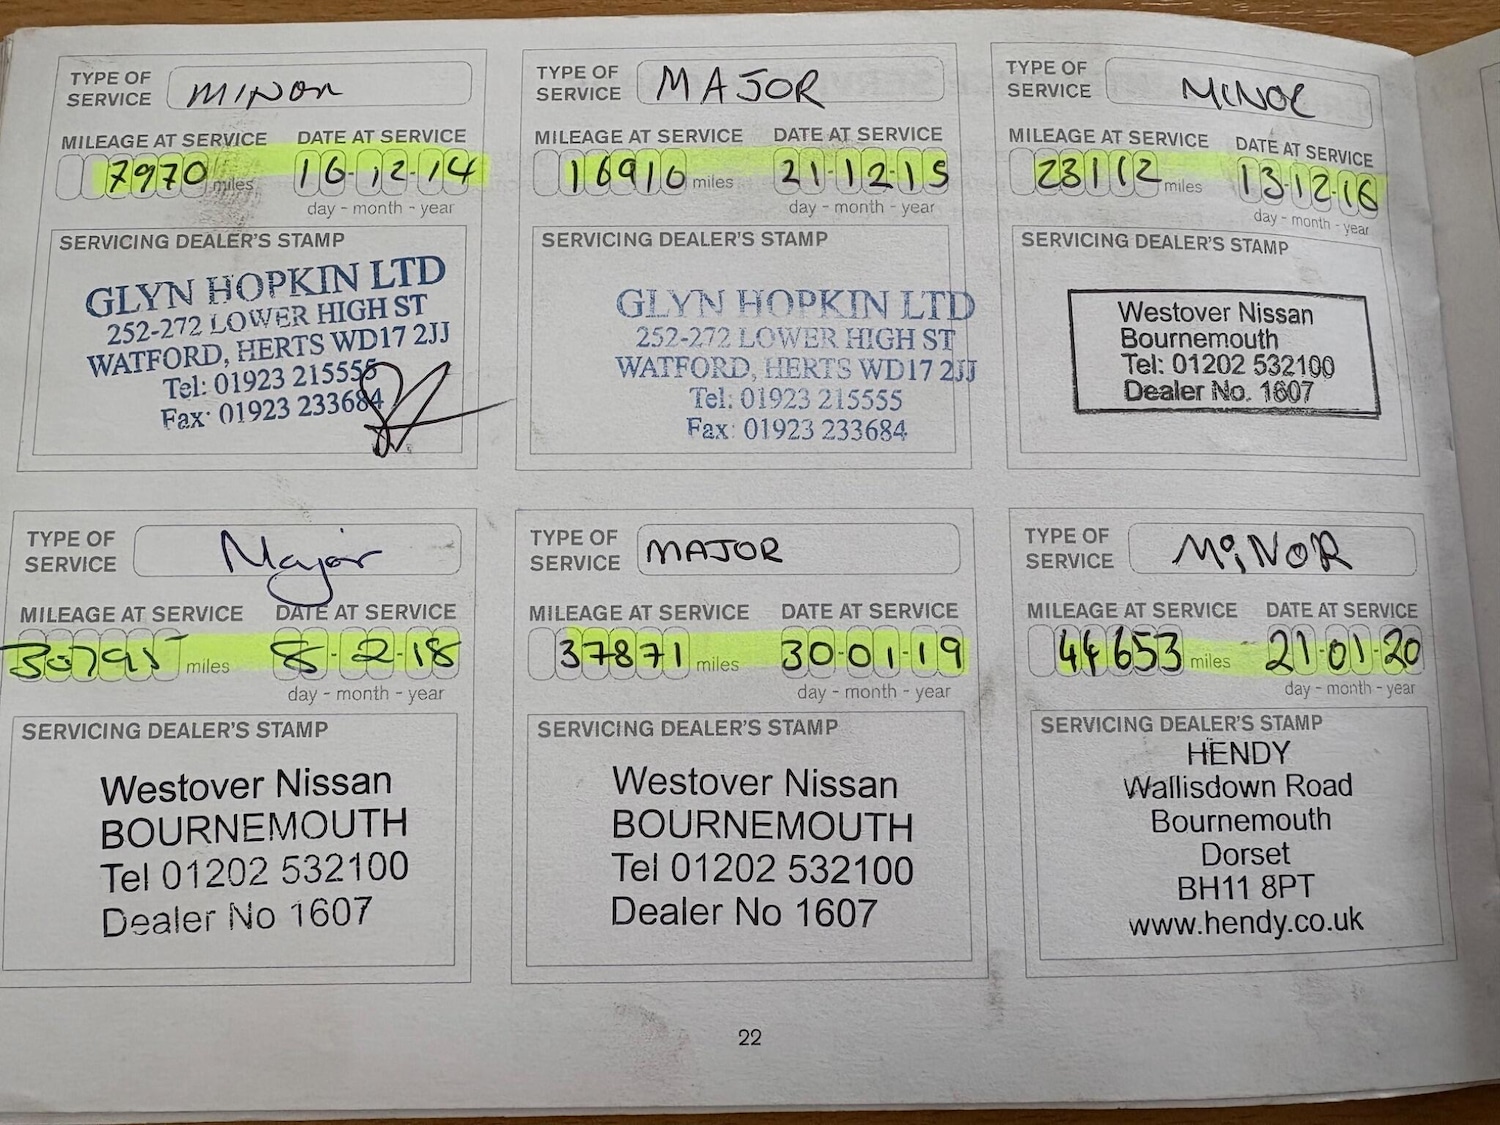 TYPE OF SERVICE MINOR
MILEAGE AT SERVICE DATE AT SERVICE
7970 miles 16-12-14
day - month - year
SERVICING DEALER'S STAMP
GLYN HOPKIN LTD
252-272 LOWER HIGH ST
WATFORD, HERTS WD17 2JJ
Tel: 01923 215555
Fax: 01923 233684
TYPE OF SERVICE MAJOR
MILEAGE AT SERVICE DATE AT SERVICE
16916 miles 21-12-15
day - month - year
SERVICING DEALER'S STAMP
GLYN HOPKIN LTD
252-272 LOWER HIGH ST
WATFORD, HERTS WD17 2JJ
Tel: 01923 215555
Fax: 01923 233684
TYPE OF SERVICE MINOR
MILEAGE AT SERVICE DATE AT SERVICE
23112 miles 13-12-16
day - month - year
SERVICING DEALER'S STAMP
Westover Nissan
Bournemouth
Tel: 01202 532100
Dealer No. 1607
TYPE OF SERVICE Major
MILEAGE AT SERVICE DATE AT SERVICE
30795 miles 8-2-18
day - month - year
SERVICING DEALER'S STAMP
Westover Nissan
BOURNEMOUTH
Tel 01202 532100
Dealer No 1607
TYPE OF SERVICE MAJOR
MILEAGE AT SERVICE DATE AT SERVICE
37871 miles 30-01-19
day - month - year
SERVICING DEALER'S STAMP
Westover Nissan
BOURNEMOUTH
Tel 01202 532100
Dealer No 1607
TYPE OF SERVICE MiNOR
MILEAGE AT SERVICE DATE AT SERVICE
44653 miles 21-01-20
day - month - year
SERVICING DEALER'S STAMP
HENDY
Wallisdown Road
Bournemouth
Dorset
BH11 8PT
www.hendy.co.uk
22